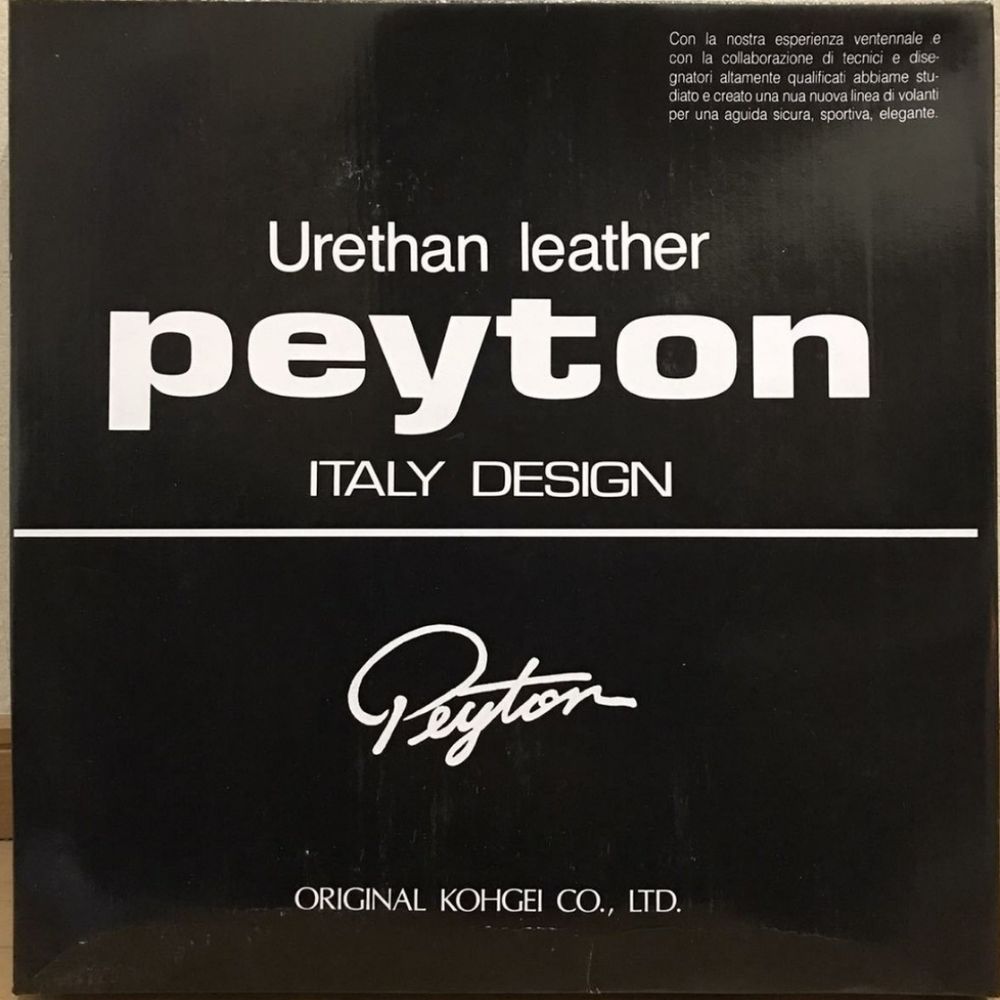 Con la nostra esperienza ventennale e
con la collaborazione di tecnici e dise-
gnatori altamente qualificati abbiame stu-
diato e creato una nua nuova linea di volanti
per una aguida sicura, sportiva, elegante.
Urethan leather
peyton
ITALY DESIGN
Peyton
ORIGINAL KOHGEI CO., LTD.